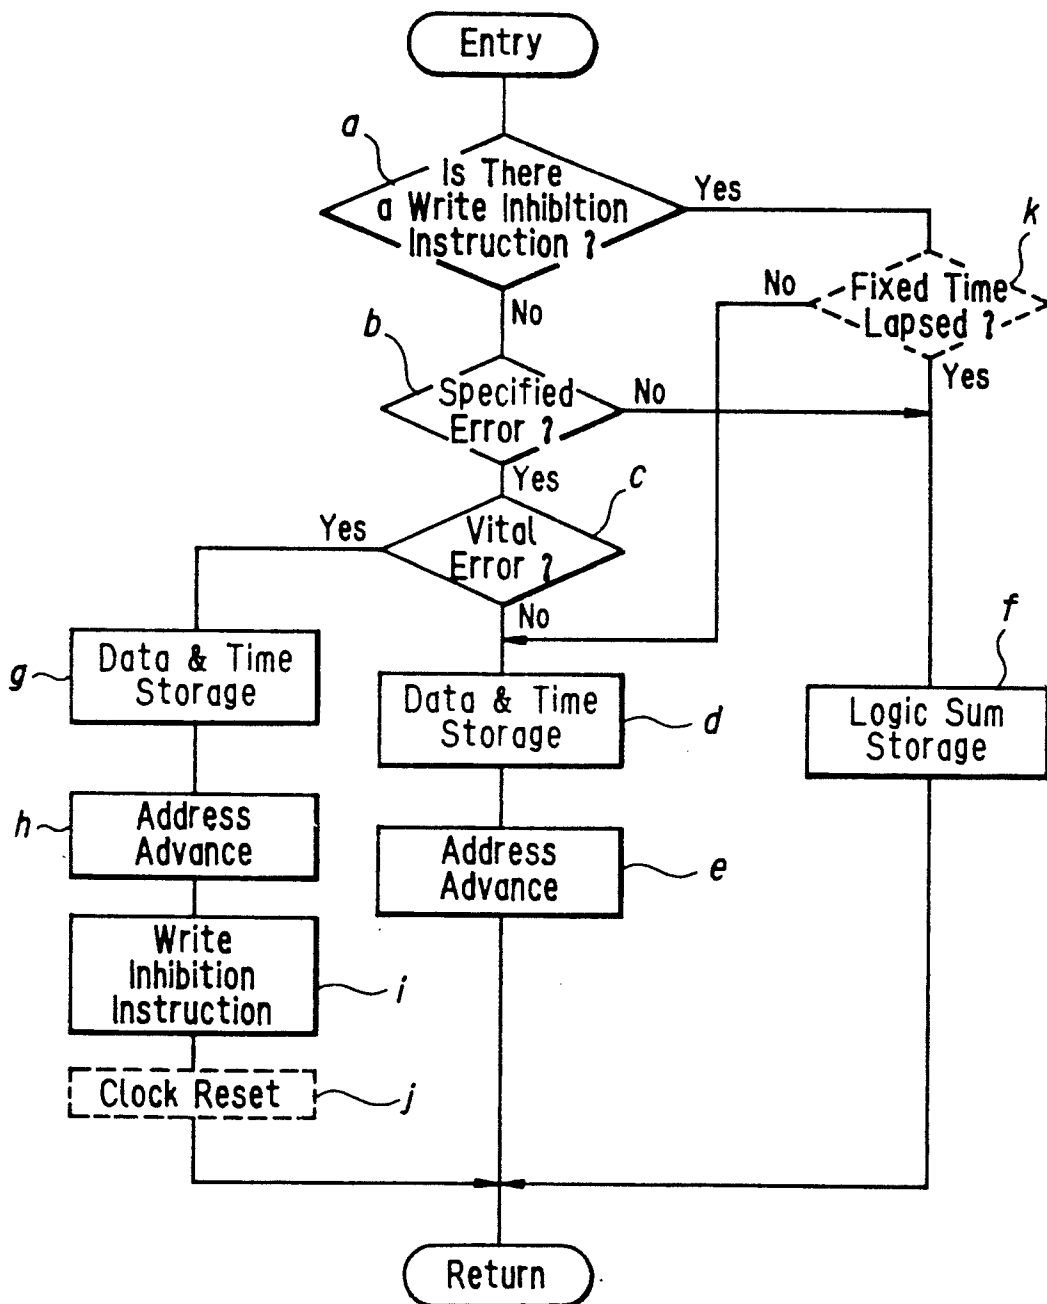 Entry
a
Is There
a Write Inhibition
Instruction ?
Yes
No
k
Fixed Time
Lapsed ?
No
Yes
b
Specified
Error ?
No
Yes
c
Vital
Error ?
Yes
No
g
Data & Time
Storage
d
Data & Time
Storage
f
Logic Sum
Storage
h
Address
Advance
e
Address
Advance
i
Write
Inhibition
Instruction
j
Clock Reset
Return